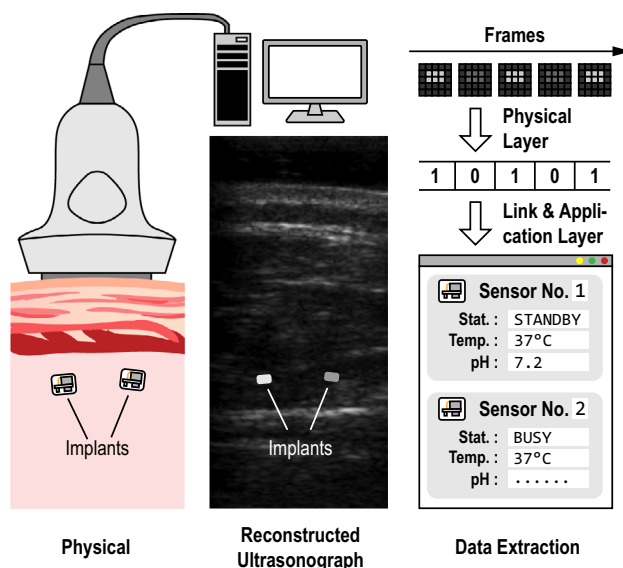 Frames
Physical
Layer
1 0 1 0 1
Link & Appli-
cation Layer
Sensor No. 1
Stat. : STANDBY
Temp. : 37°C
pH : 7.2
Sensor No. 2
Stat. : BUSY
Temp. : 37°C
pH : ......
Implants
Implants
Physical
Reconstructed
Ultrasonograph
Data Extraction